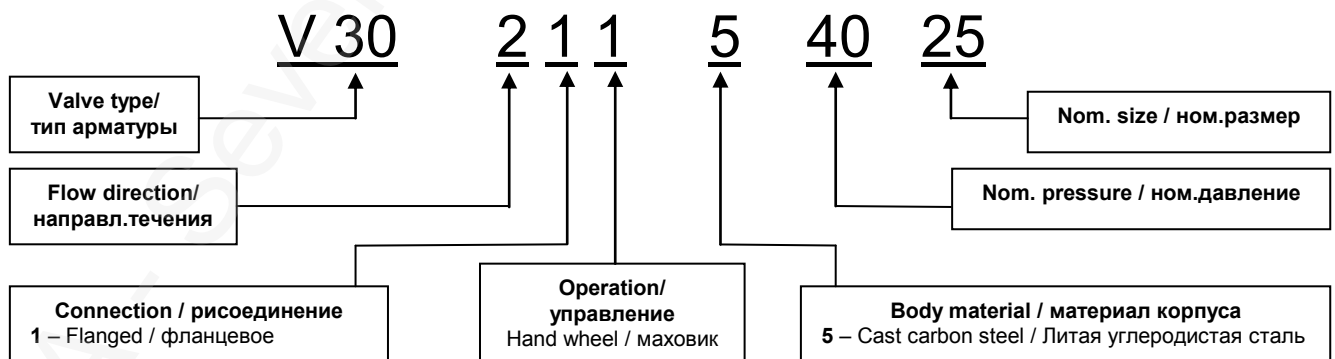 V 30 2 1 1 5 40 25
Valve type/
тип арматуры
Nom. size / ном.размер
Flow direction/
направл.течения
Nom. pressure / ном.давление
Connection / рисоединение
1 – Flanged / фланцевое
Operation/
управление
Hand wheel / маховик
Body material / материал корпуса
5 – Cast carbon steel / Литая углеродистая сталь